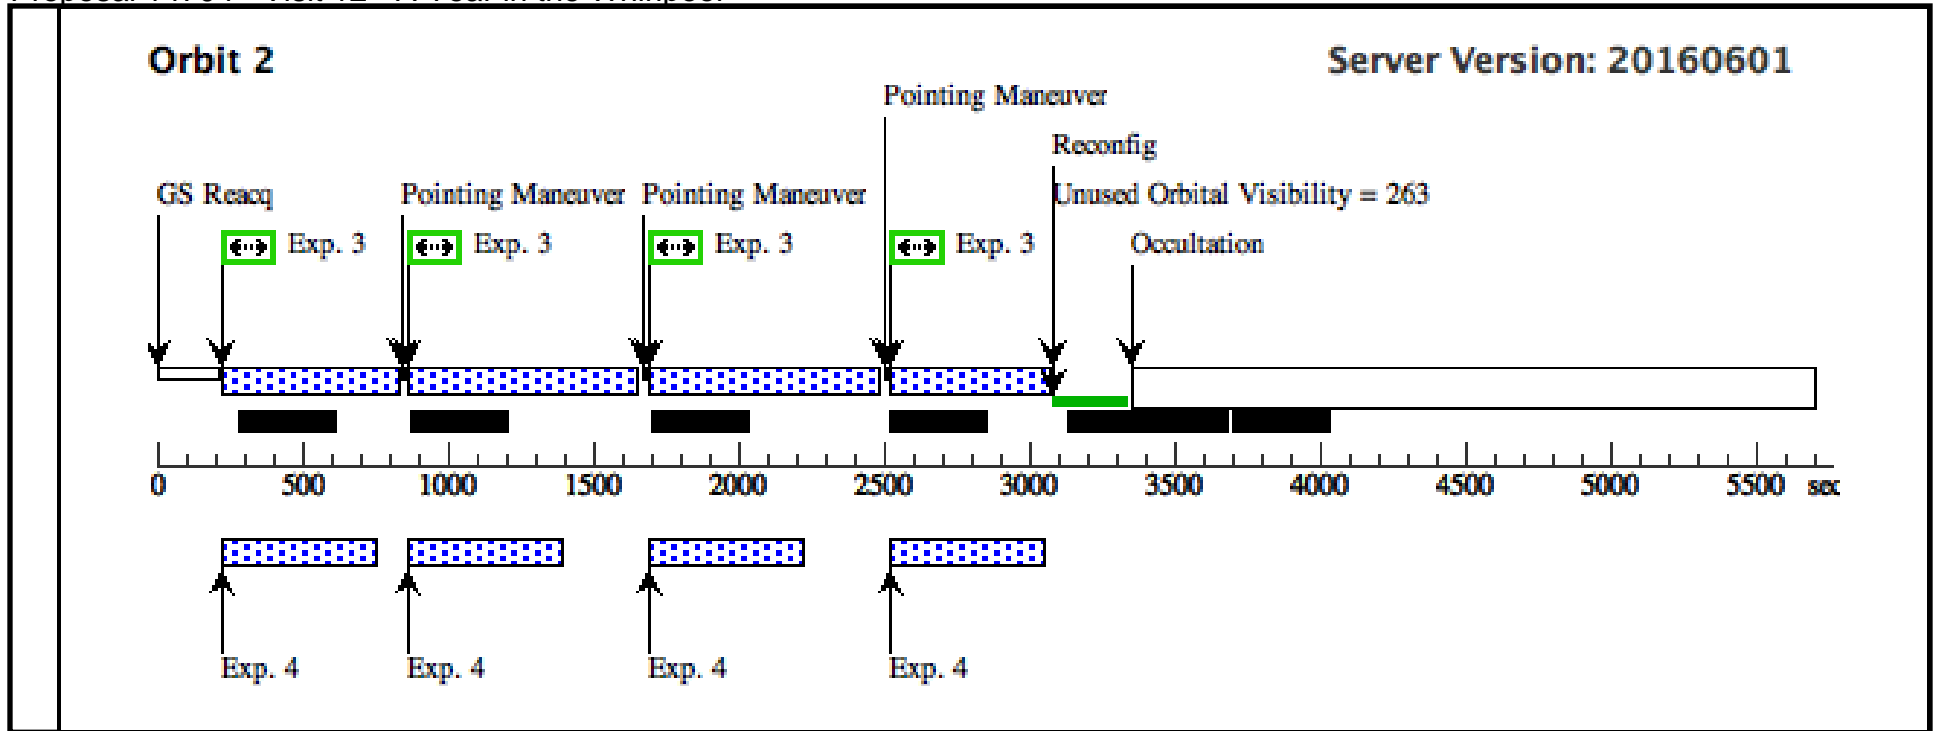 Orbit 2
Server Version: 20160601
Pointing Maneuver
Reconfig
GS Reacq
Pointing Maneuver
Pointing Maneuver
Unused Orbital Visibility = 263
Exp. 3
Exp. 3
Exp. 3
Exp. 3
Occultation
0 500 1000 1500 2000 2500 3000 3500 4000 4500 5000 5500 sec
Exp. 4
Exp. 4
Exp. 4
Exp. 4